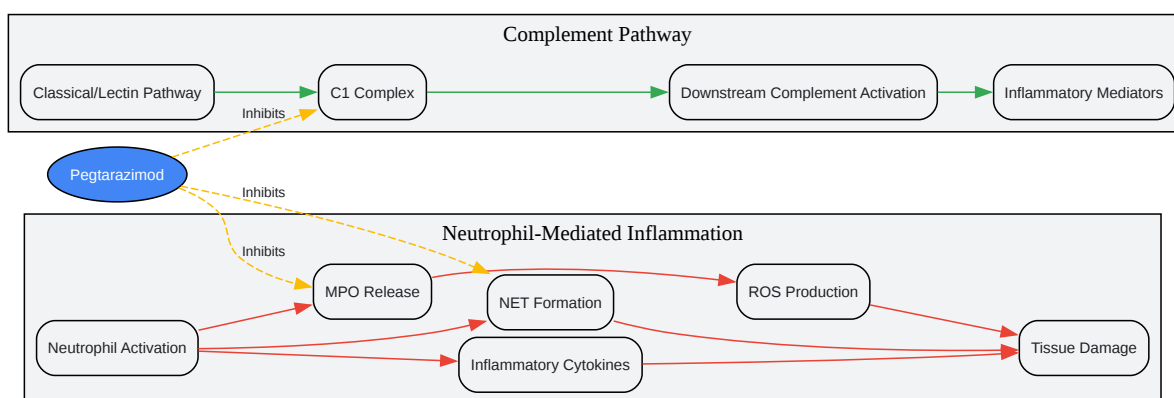 Complement Pathway
Classical/Lectin Pathway
C1 Complex
Downstream Complement Activation
Inflammatory Mediators
Inhibits
Pegtarazimod
Inhibits
Inhibits
Neutrophil-Mediated Inflammation
MPO Release
NET Formation
ROS Production
Neutrophil Activation
Inflammatory Cytokines
Tissue Damage